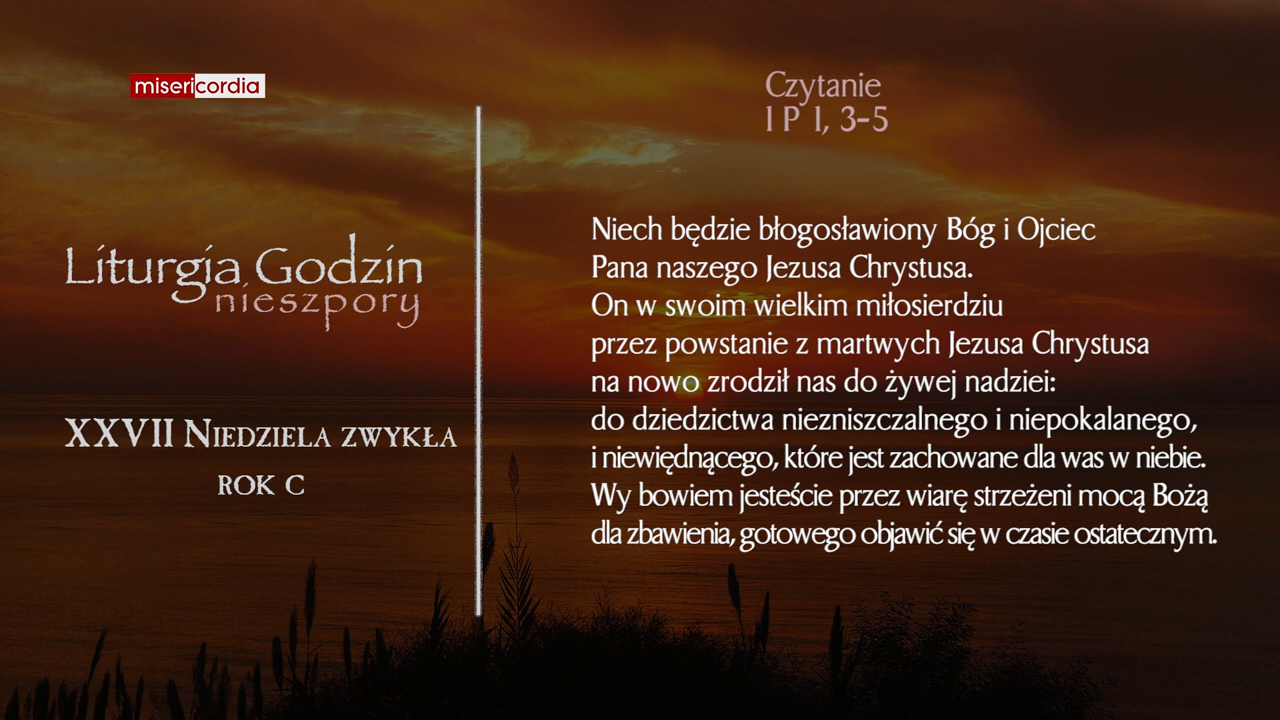 misericordia
Liturgia Godzin
nieszpory
XXVII Niedziela zwykła
rok C
Czytanie
1 P 1, 3-5
Niech będzie błogosławiony Bóg i Ojciec
Pana naszego Jezusa Chrystusa.
On w swoim wielkim miłosierdziu
przez powstanie z martwych Jezusa Chrystusa
na nowo zrodził nas do żywej nadziei:
do dziedzictwa niezniszczalnego i niepokalanego,
i niewiędnącego, które jest zachowane dla was w niebie.
Wy bowiem jesteście przez wiarę strzeżeni mocą Bożą
dla zbawienia, gotowego objawić się w czasie ostatecznym.